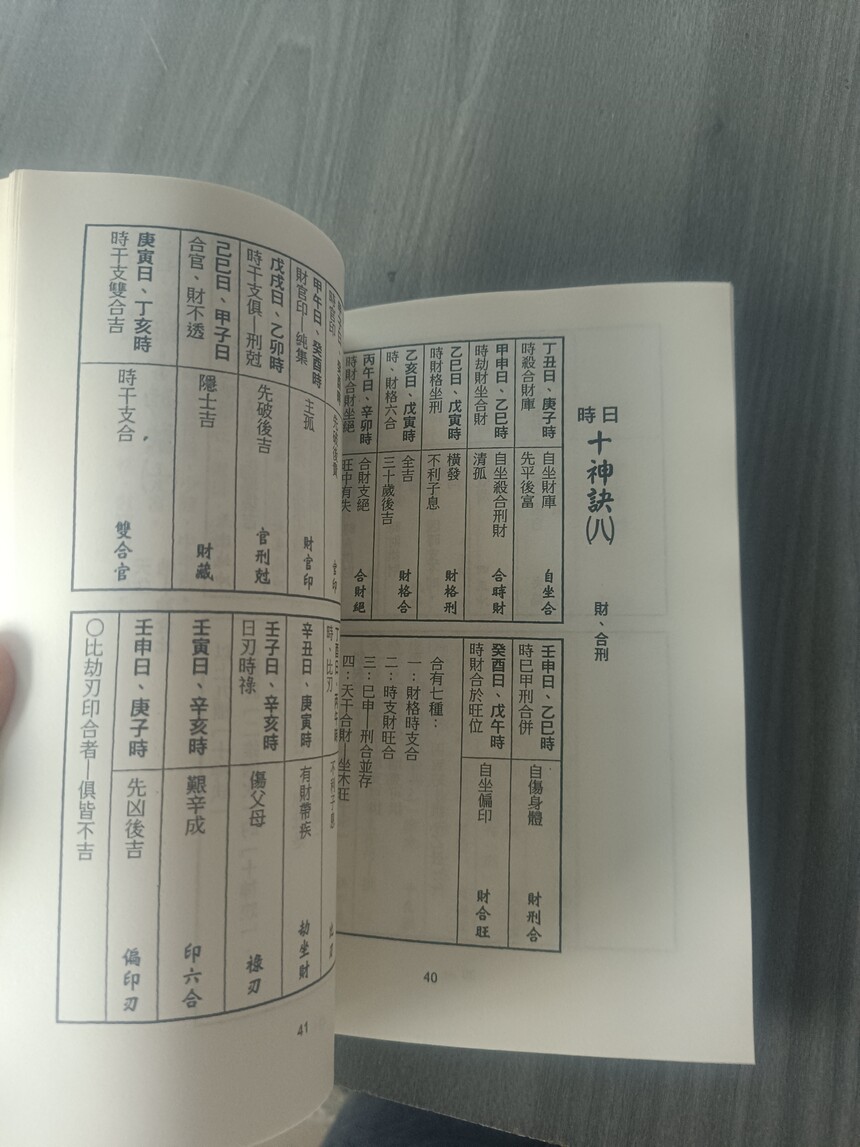 日時 十神訣(八) 財、合刑
丁丑日、庚子時
時殺合財庫
自坐財庫
先平後富
自坐合
甲申日、乙巳時
時劫財坐合財
自坐殺合刑財
清孤
合時財
乙巳日、戊寅時
時財格坐刑
橫發
不利子息
財格刑
乙亥日、戊寅時
時、財格六合
全吉
三十歲後吉
財格合
丙午日、辛卯時
時財合財坐絕
合財支絕
旺中有失
合財絕
壬申日、乙巳時
時巳甲刑合併
自傷身體
財刑合
癸酉日、戊午時
時財合於旺位
自坐偏印
財合旺
合有七種：
一：財格時支合
二：時支財旺合
三：巳申—刑合並存
四：天干合財—坐木旺
40
甲午日、癸酉時
財官印—純集
主孤
財官印
戊戌日、乙卯時
時干支俱—刑尅
先破後吉
官刑尅
己巳日、甲子日
合官、財不透
隱士吉
財藏
庚寅日、丁亥時
時干支雙合吉
時干支合，
雙合官
辛丑日、庚寅時
有財帶疾
劫坐財
壬子日、辛亥時
日刃時祿
傷父母
祿刃
壬寅日、辛亥時
艱辛成
印六合
壬申日、庚子時
先凶後吉
偏印刃
○比劫刃印合者—俱皆不吉
41